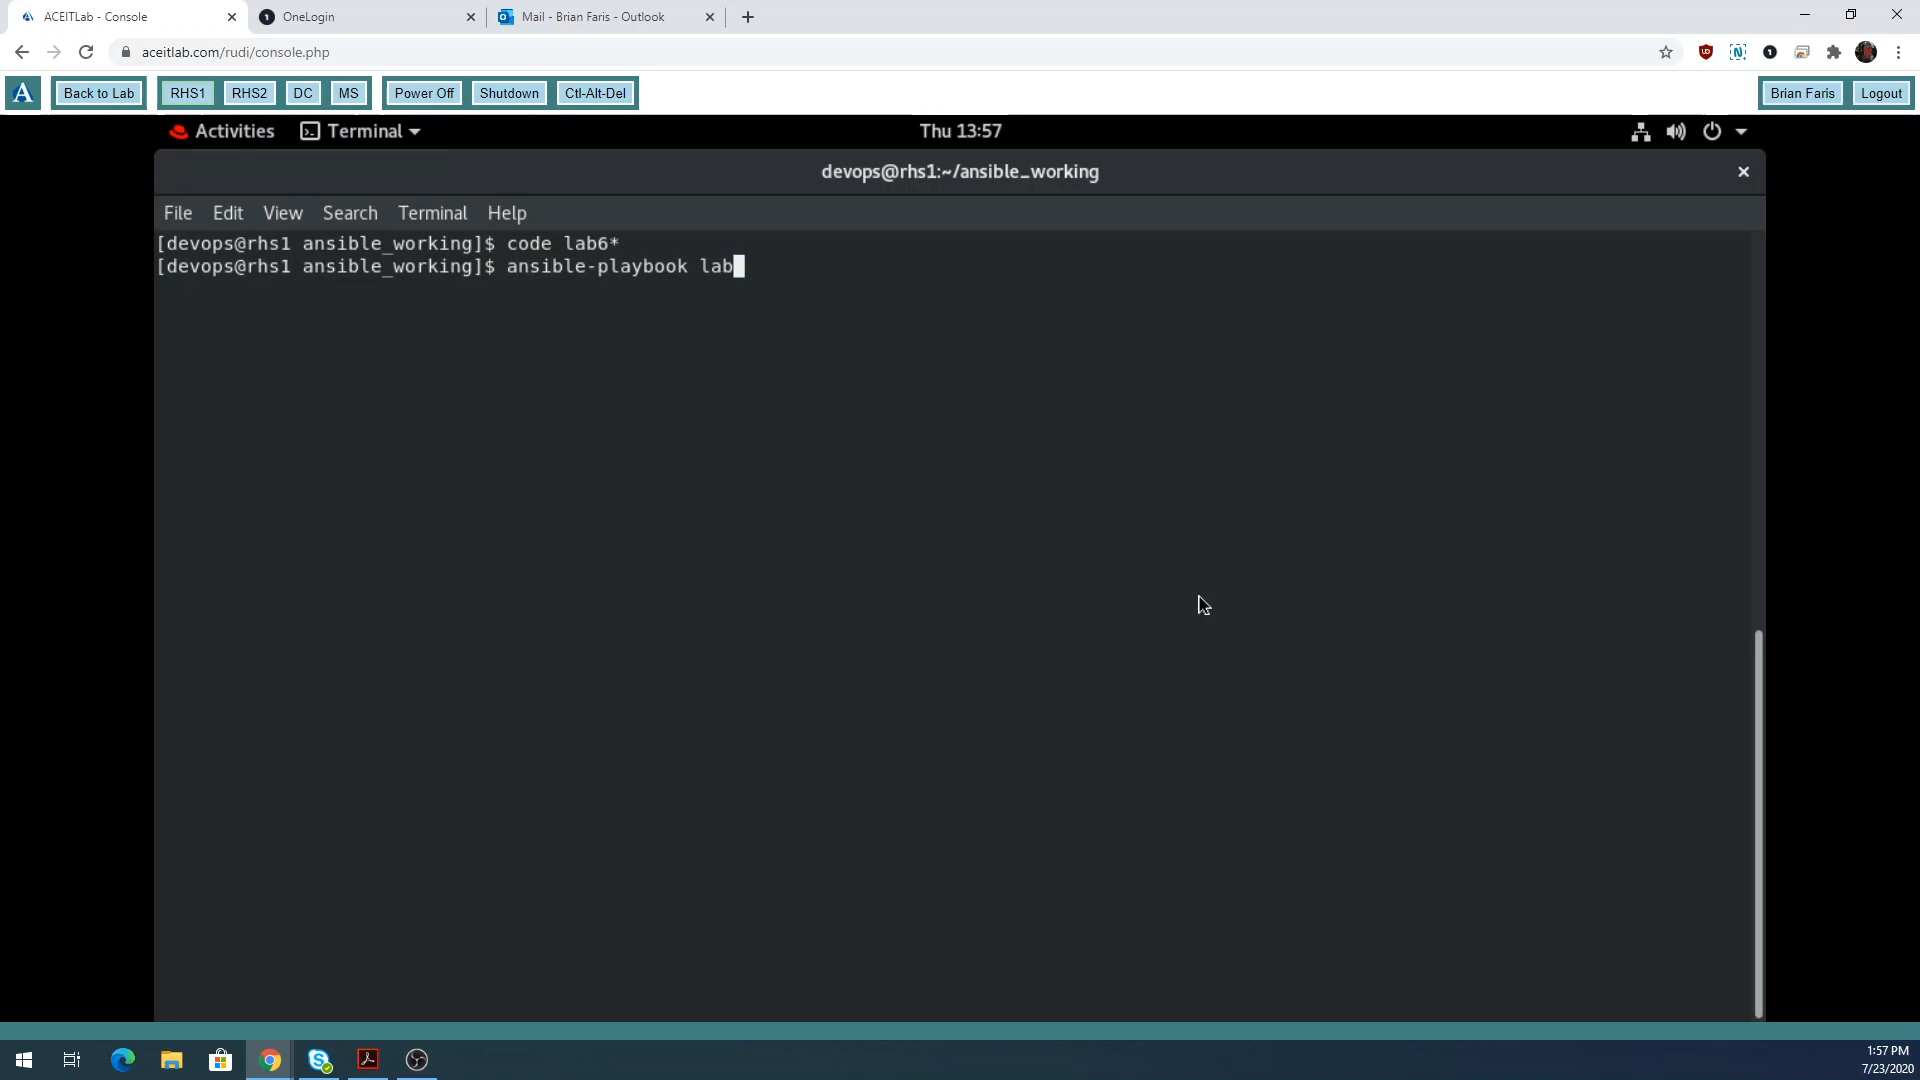 ACEITLab - Console
OneLogin
Mail - Brian Faris - Outlook
aceitlab.com/rudi/console.php
Back to Lab RHS1 RHS2 DC MS Power Off Shutdown Ctl-Alt-Del Brian Faris Logout
Activities Terminal Thu 13:57
devops@rhs1:~/ansible_working
File Edit View Search Terminal Help
[devops@rhs1 ansible_working]$ code lab6*
[devops@rhs1 ansible_working]$ ansible-playbook lab
1:57 PM
7/23/2020